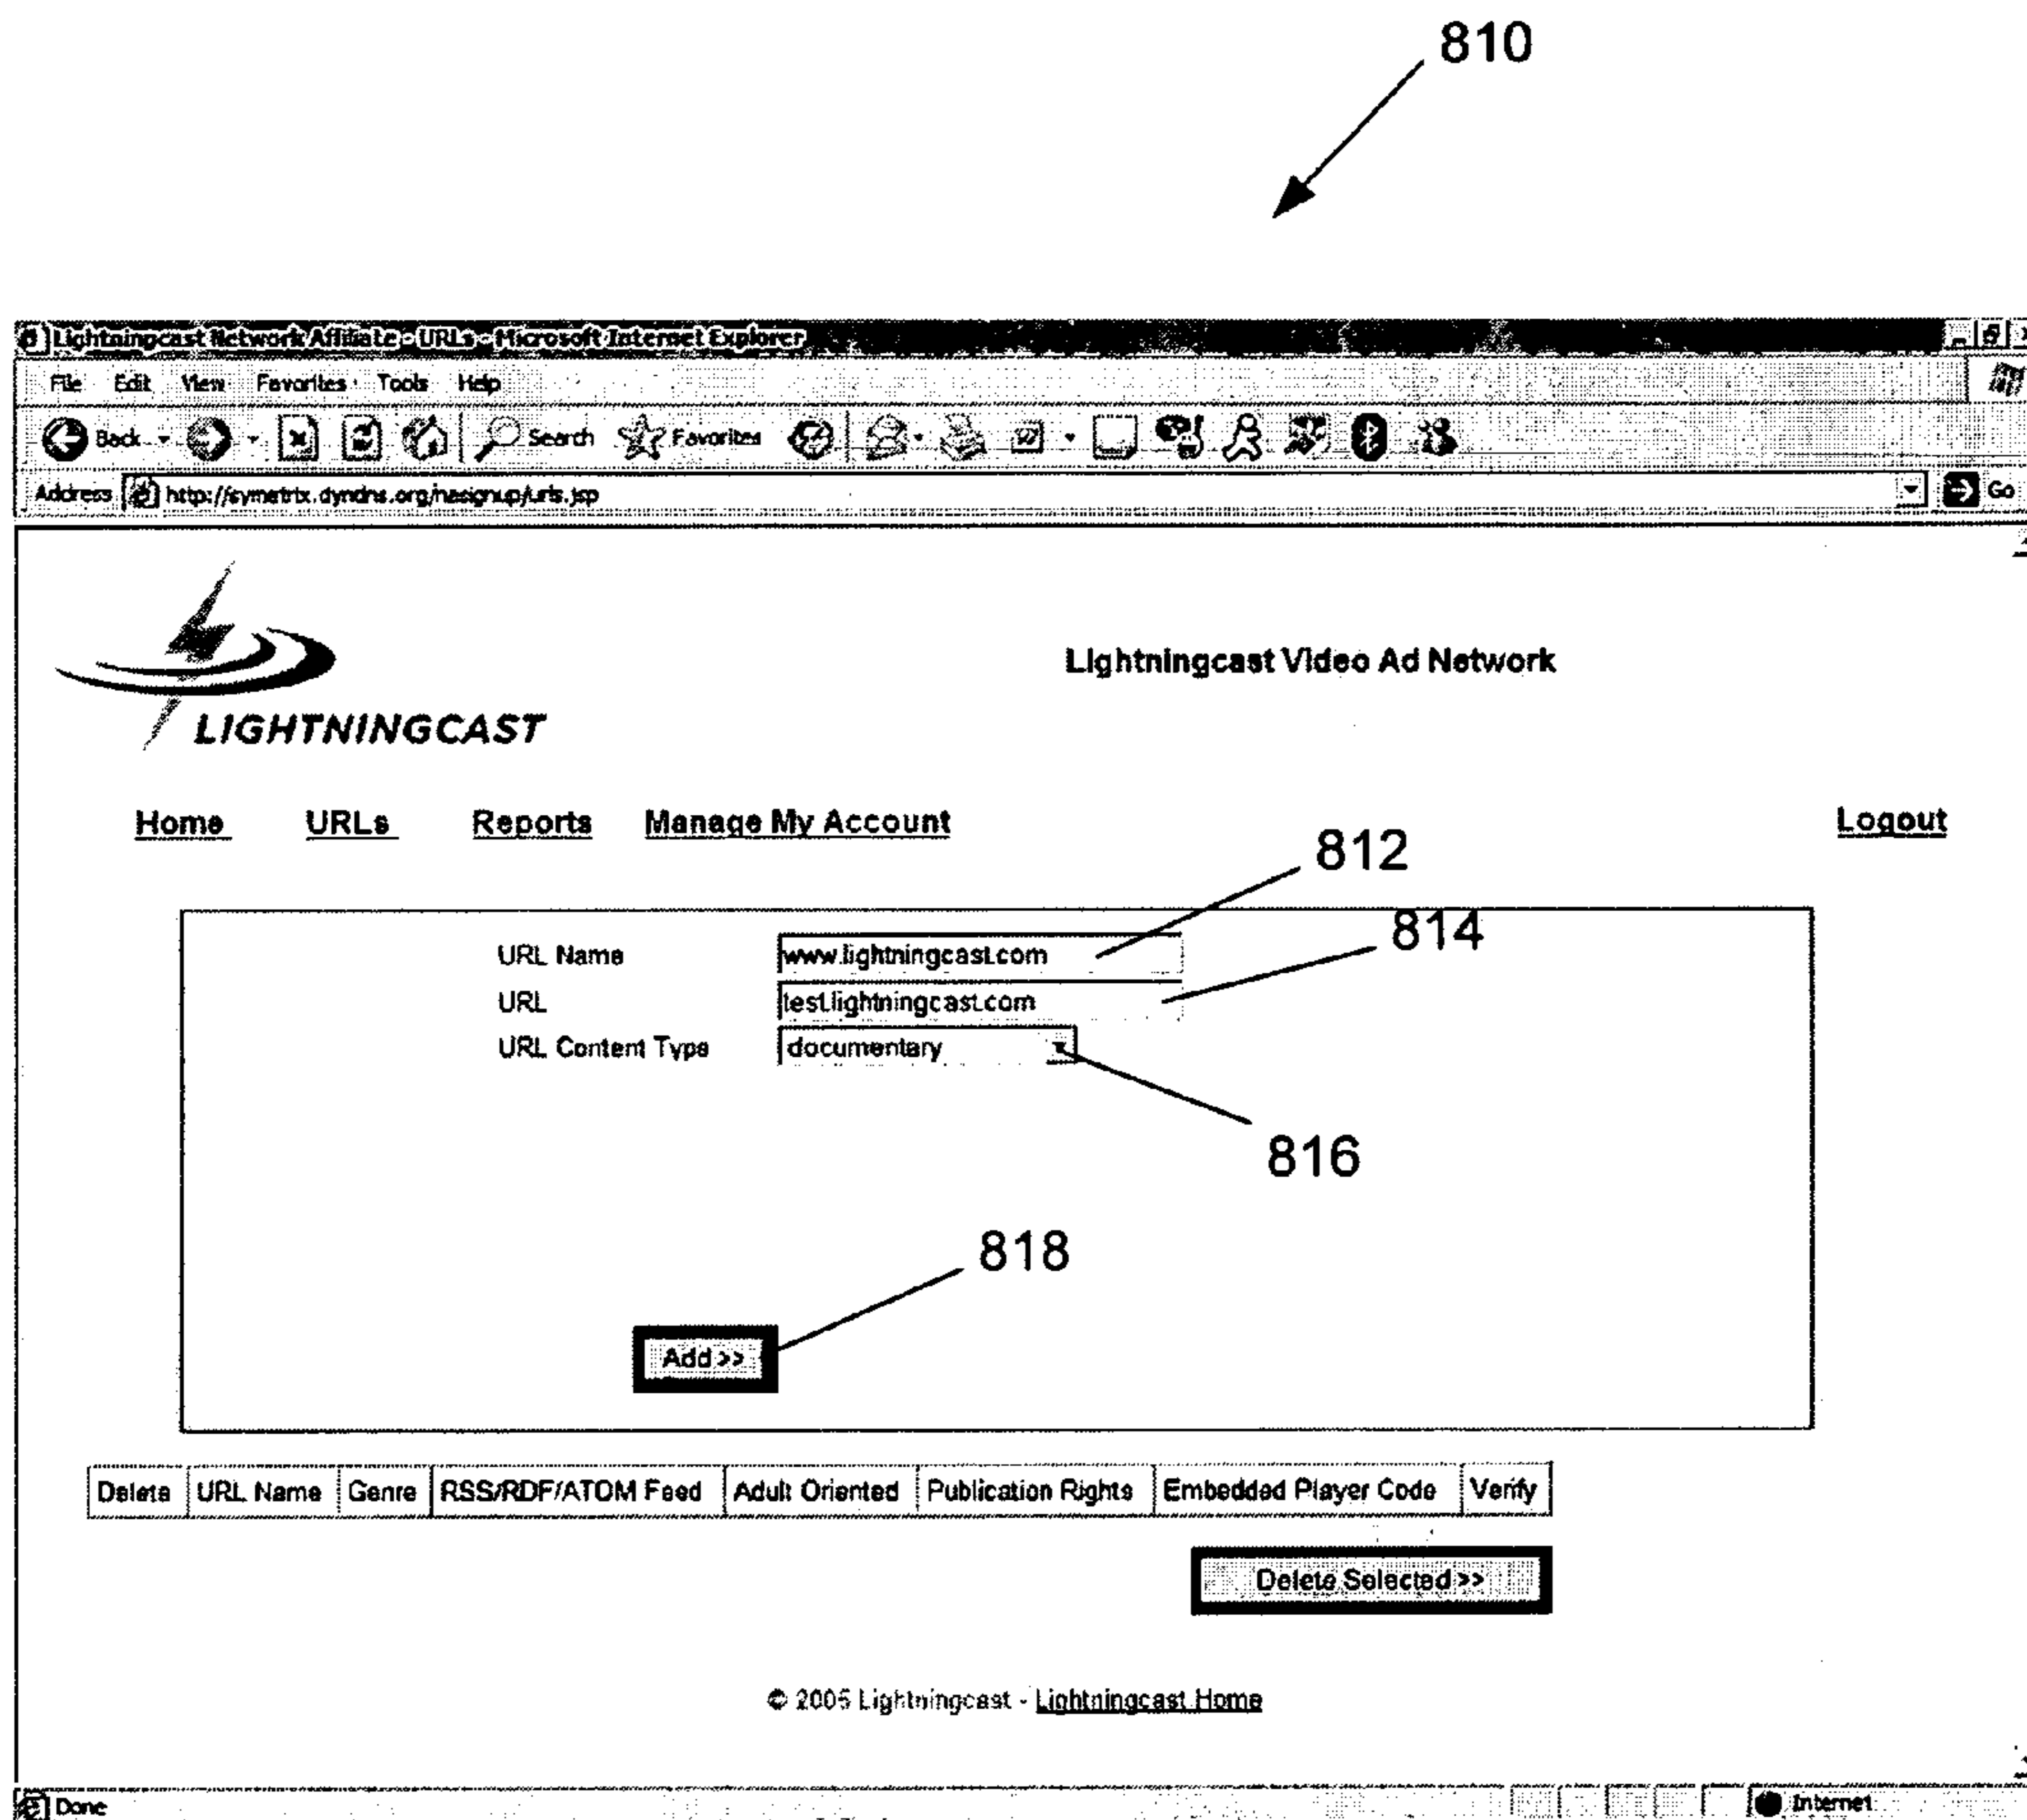 810
Lightningcast Network Affiliate - URLs - Microsoft Internet Explorer
File Edit View Favorites Tools Help
Back Search Favorites
Address http://symetrix.dyndns.org/nasignup/urls.jsp Go
Lightningcast Video Ad Network
LIGHTNINGCAST
Home URLs Reports Manage My Account Logout
812
814
URL Name www.lightningcast.com
URL test.lightningcast.com
URL Content Type documentary
816
818
Add >>
Delete URL Name Genre RSS/RDF/ATOM Feed Adult Oriented Publication Rights Embedded Player Code Verify
Delete Selected >>
© 2005 Lightningcast - Lightningcast Home
Done Internet